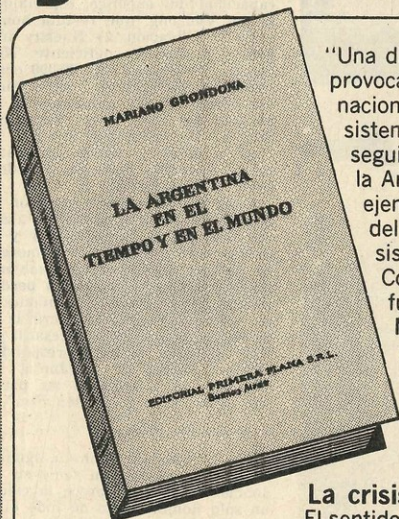 MARIANO GRONDONA
LA ARGENTINA
EN EL
TIEMPO Y EN EL MUNDO
EDITORIAL PRIMERA PLANA S.R.L.
Buenos Aires
"Una d
provoca
nacion
sisten
segui
la Ar
ejer
del
sis
Co
fu
La crisis
El sentido